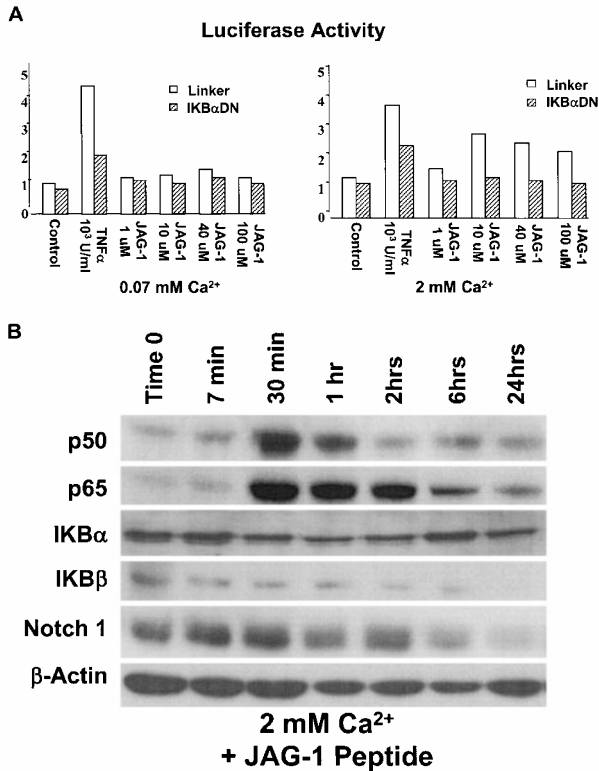 A
Luciferase Activity
5
4
3
2
1
0
Linker
IKBαDN
Control
TNFα
10³ U/ml
JAG-1
1 uM
JAG-1
10 uM
JAG-1
40 uM
JAG-1
100 uM
0.07 mM Ca²⁺
5
4
3
2
1
0
Linker
IKBαDN
Control
TNFα
10³ U/ml
JAG-1
1 uM
JAG-1
10 uM
JAG-1
40 uM
JAG-1
100 uM
2 mM Ca²⁺
B
Time 0
7 min
30 min
1 hr
2hrs
6hrs
24hrs
p50
p65
IKBα
IKBβ
Notch 1
β-Actin
2 mM Ca²⁺
+ JAG-1 Peptide